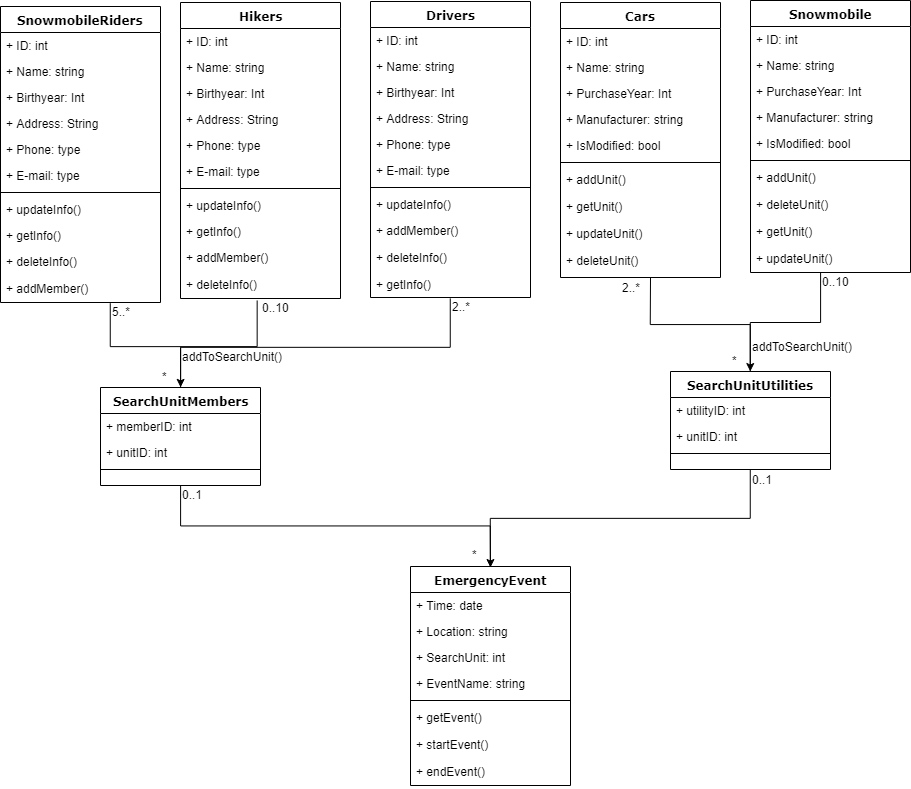 SnowmobileRiders
+ ID: int
+ Name: string
+ Birthyear: Int
+ Address: String
+ Phone: type
+ E-mail: type
+ updateInfo()
+ getInfo()
+ deleteInfo()
+ addMember()
5..*
Hikers
+ ID: int
+ Name: string
+ Birthyear: Int
+ Address: String
+ Phone: type
+ E-mail: type
+ updateInfo()
+ getInfo()
+ addMember()
+ deleteInfo()
0..10
Drivers
+ ID: int
+ Name: string
+ Birthyear: Int
+ Address: String
+ Phone: type
+ E-mail: type
+ updateInfo()
+ addMember()
+ deleteInfo()
+ getInfo()
2..*
Cars
+ ID: int
+ Name: string
+ PurchaseYear: Int
+ Manufacturer: string
+ IsModified: bool
+ addUnit()
+ getUnit()
+ updateUnit()
+ deleteUnit()
2..*
Snowmobile
+ ID: int
+ Name: string
+ PurchaseYear: Int
+ Manufacturer: string
+ IsModified: bool
+ addUnit()
+ deleteUnit()
+ getUnit()
+ updateUnit()
0..10
addToSearchUnit()
*
SearchUnitMembers
+ memberID: int
+ unitID: int
0..1
addToSearchUnit()
*
SearchUnitUtilities
+ utilityID: int
+ unitID: int
0..1
*
EmergencyEvent
+ Time: date
+ Location: string
+ SearchUnit: int
+ EventName: string
+ getEvent()
+ startEvent()
+ endEvent()